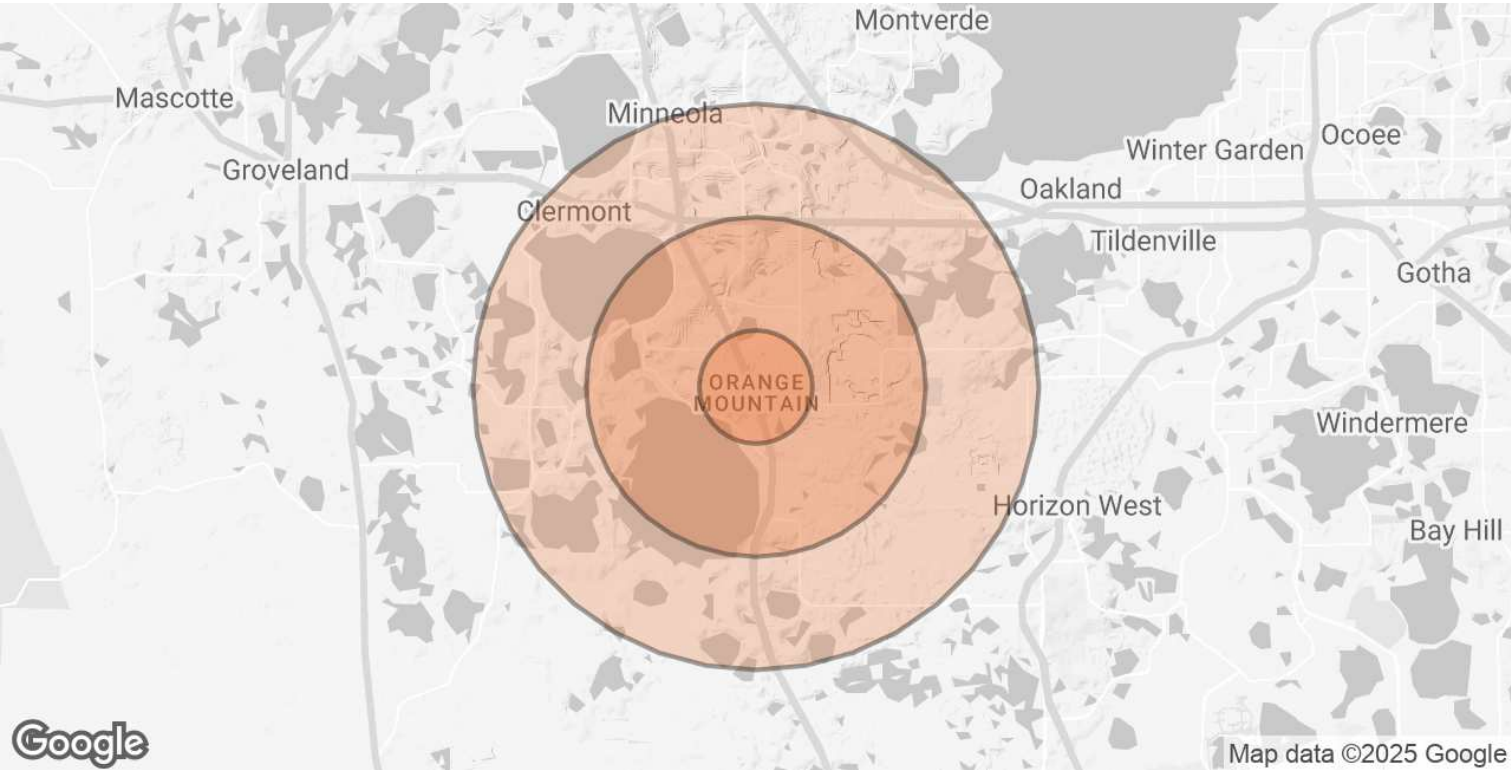 Montverde
Mascotte
Minneola
Ocoee
Winter Garden
Groveland
Oakland
Clermont
Tildenville
Gotha
ORANGE
MOUNTAIN
Windermere
Horizon West
Bay Hill
Google
Map data ©2025 Google